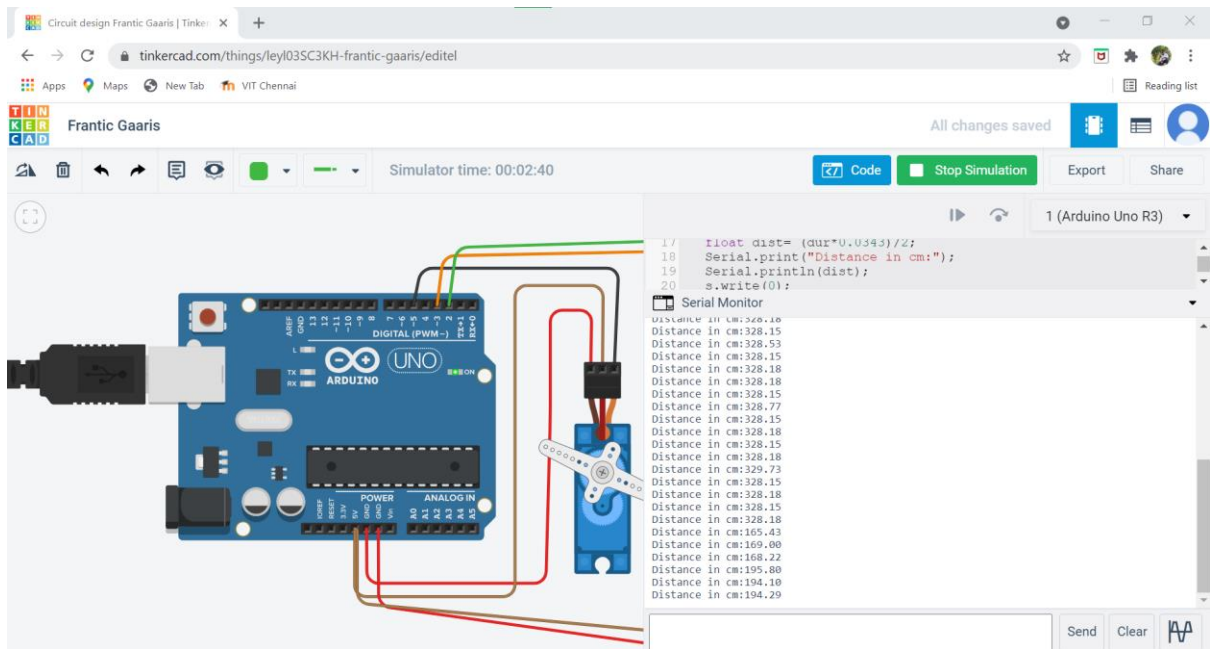 Circuit design Frantic Gaaris | Tinker
tinkercad.com/things/leyl03SC3KH-frantic-gaaris/editel
Apps Maps New Tab VIT Chennai Reading list
TIN
KER
CAD
Frantic Gaaris All changes saved
Simulator time: 00:02:40 Code Stop Simulation Export Share
1 (Arduino Uno R3)
17 float dist= (dur*0.0343)/2;
18 Serial.print("Distance in cm:");
19 Serial.println(dist);
20 s.write(0);
Serial Monitor
Distance in cm:328.18
Distance in cm:328.15
Distance in cm:328.53
Distance in cm:328.15
Distance in cm:328.18
Distance in cm:328.18
Distance in cm:328.15
Distance in cm:328.77
Distance in cm:328.15
Distance in cm:328.18
Distance in cm:328.15
Distance in cm:328.18
Distance in cm:329.73
Distance in cm:328.15
Distance in cm:328.18
Distance in cm:328.15
Distance in cm:328.18
Distance in cm:165.43
Distance in cm:169.00
Distance in cm:168.22
Distance in cm:195.80
Distance in cm:194.10
Distance in cm:194.29
Send Clear
AREF GND 13 12 ~11 ~10 ~9 8 7 ~6 ~5 4 ~3 2 TX→1 RX←0
DIGITAL (PWM~)
L
TX
RX
ARDUINO
UNO
ON
POWER ANALOG IN
IOREF RESET 3.3V 5V GND GND Vin A0 A1 A2 A3 A4 A5